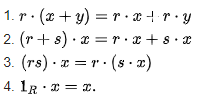 1. r · (x + y) = r · x + r · y
2. (r + s) · x = r · x + s · x
3. (rs) · x = r · (s · x)
4. 1_R · x = x.